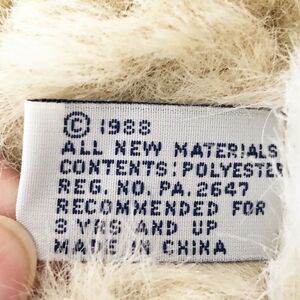 © 1988
ALL NEW MATERIALS
CONTENTS: POLYESTER
REG. NO. PA. 2647
RECOMMENDED FOR
3 YRS AND UP
MADE IN CHINA